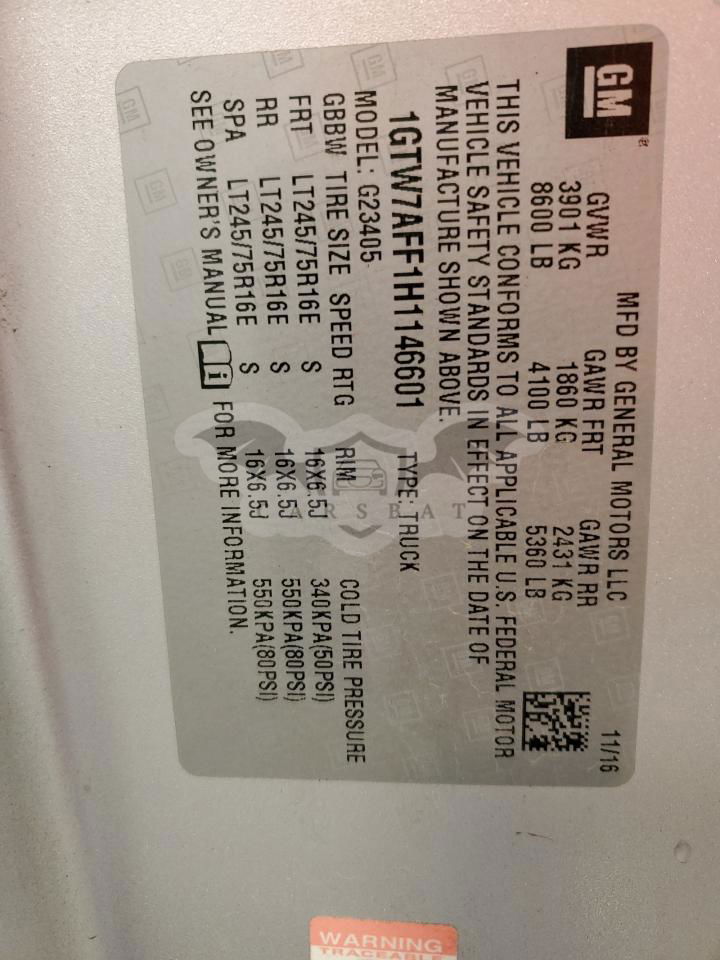 GM
MFD BY GENERAL MOTORS LLC 11/16
GVWR GAWR FRT GAWR RR
3901 KG 1860 KG 2431 KG
8600 LB 4100 LB 5360 LB
THIS VEHICLE CONFORMS TO ALL APPLICABLE U.S. FEDERAL MOTOR
VEHICLE SAFETY STANDARDS IN EFFECT ON THE DATE OF
MANUFACTURE SHOWN ABOVE.
1GTW7AFF1H1146601 TYPE: TRUCK
MODEL: G23405
GBBW TIRE SIZE SPEED RTG RIM COLD TIRE PRESSURE
FRT LT245/75R16E S 16X6.5J 340KPA(50PSI)
RR LT245/75R16E S 16X6.5J 550KPA(80PSI)
SPA LT245/75R16E S 16X6.5J 550KPA(80PSI)
SEE OWNER'S MANUAL i FOR MORE INFORMATION.
CARSBAT
WARNING
TRACEABLE